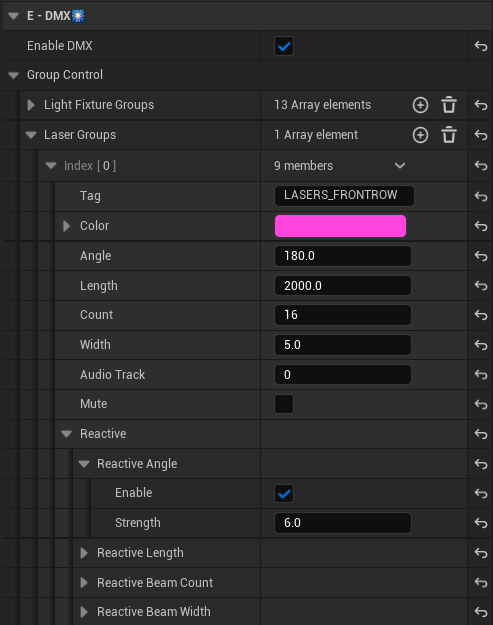 E - DMX
Enable DMX
Group Control
Light Fixture Groups 13 Array elements
Laser Groups 1 Array element
Index [ 0 ] 9 members
Tag LASERS_FRONTROW
Color
Angle 180.0
Length 2000.0
Count 16
Width 5.0
Audio Track 0
Mute
Reactive
Reactive Angle
Enable
Strength 6.0
Reactive Length
Reactive Beam Count
Reactive Beam Width